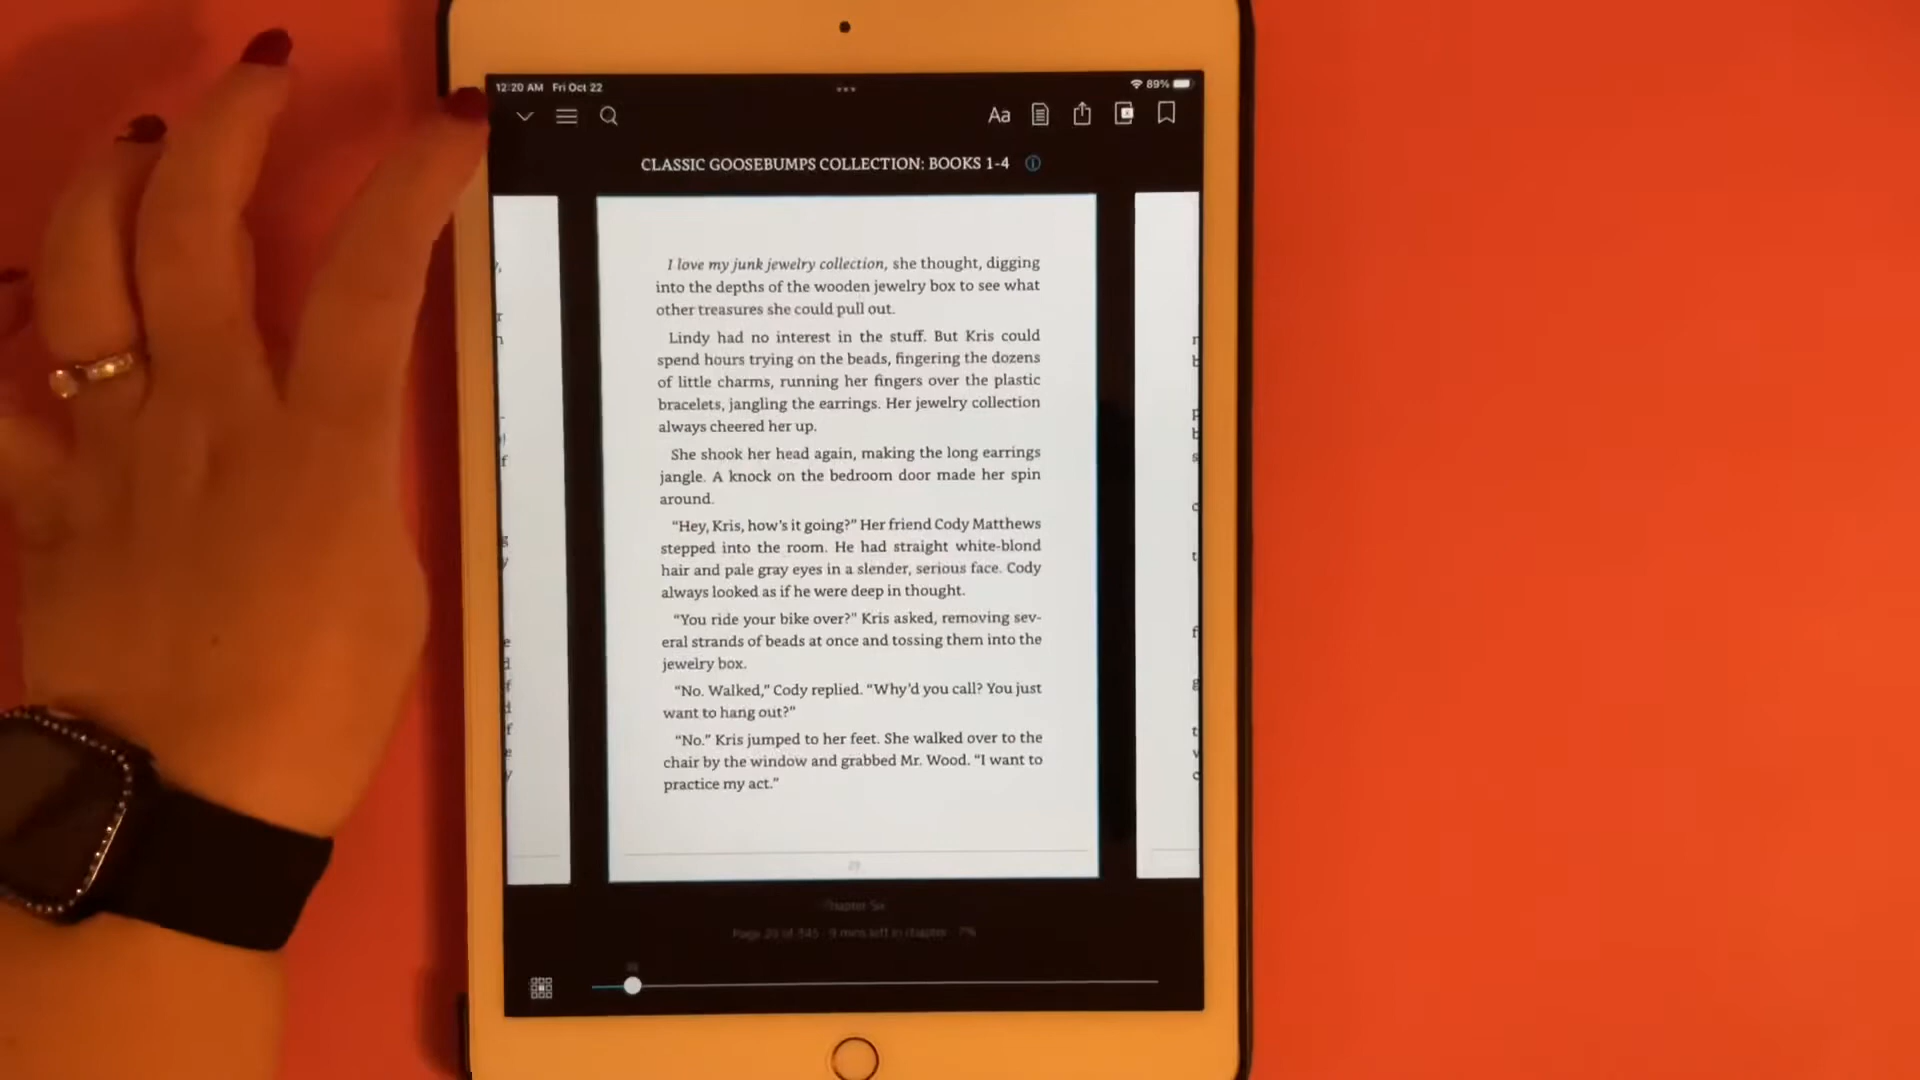 12:20 AM Fri Oct 22
89%
Aa
CLASSIC GOOSEBUMPS COLLECTION: BOOKS 1-4
I love my junk jewelry collection, she thought, digging
into the depths of the wooden jewelry box to see what
other treasures she could pull out.
Lindy had no interest in the stuff. But Kris could
spend hours trying on the beads, fingering the dozens
of little charms, running her fingers over the plastic
bracelets, jangling the earrings. Her jewelry collection
always cheered her up.
She shook her head again, making the long earrings
jangle. A knock on the bedroom door made her spin
around.
“Hey, Kris, how’s it going?” Her friend Cody Matthews
stepped into the room. He had straight white-blond
hair and pale gray eyes in a slender, serious face. Cody
always looked as if he were deep in thought.
“You ride your bike over?” Kris asked, removing sev-
eral strands of beads at once and tossing them into the
jewelry box.
“No. Walked,” Cody replied. “Why’d you call? You just
want to hang out?”
“No.” Kris jumped to her feet. She walked over to the
chair by the window and grabbed Mr. Wood. “I want to
practice my act.”
Chapter Six
mins left in chapter 7%